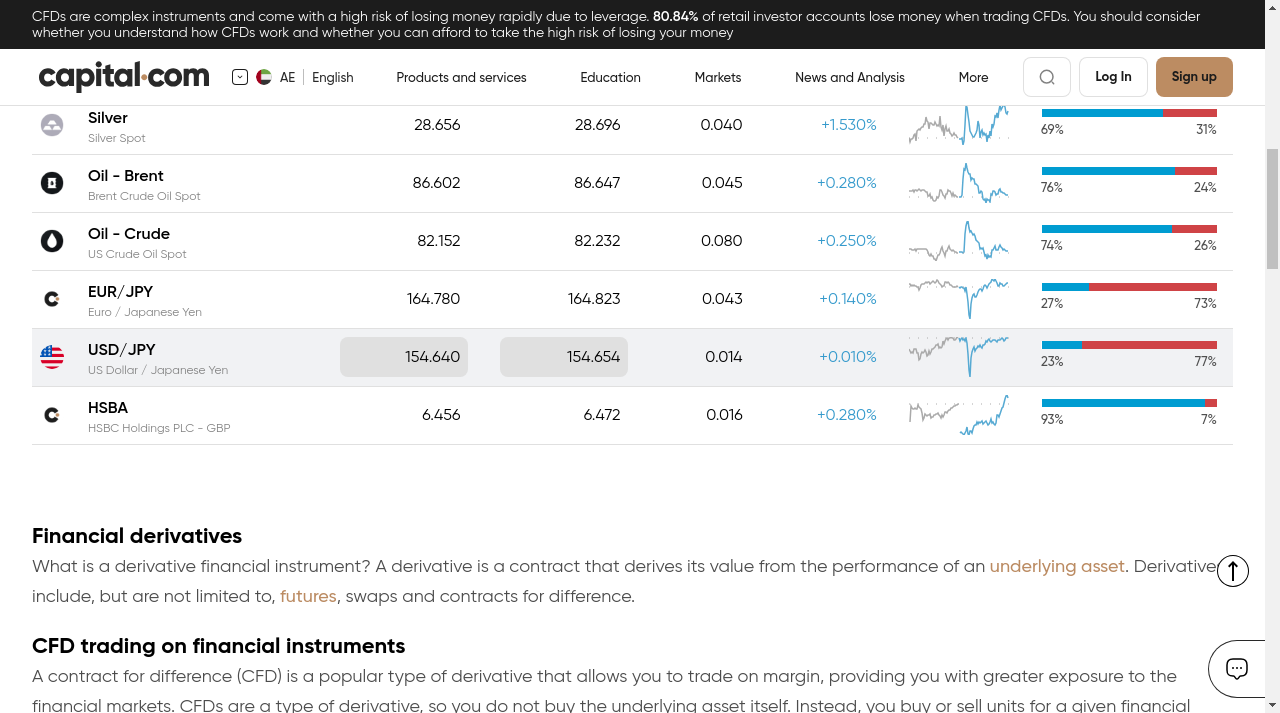 CFDs are complex instruments and come with a high risk of losing money rapidly due to leverage. 80.84% of retail investor accounts lose money when trading CFDs. You should consider
whether you understand how CFDs work and whether you can afford to take the high risk of losing your money
capital.com AE English Products and services Education Markets News and Analysis More Log In Sign up
Silver 28.656 28.696 0.040 +1.530% 69% 31%
Silver Spot
Oil - Brent 86.602 86.647 0.045 +0.280% 76% 24%
Brent Crude Oil Spot
Oil - Crude 82.152 82.232 0.080 +0.250% 74% 26%
US Crude Oil Spot
EUR/JPY 164.780 164.823 0.043 +0.140% 27% 73%
Euro / Japanese Yen
USD/JPY 154.640 154.654 0.014 +0.010% 23% 77%
US Dollar / Japanese Yen
HSBA 6.456 6.472 0.016 +0.280% 93% 7%
HSBC Holdings PLC - GBP
Financial derivatives
What is a derivative financial instrument? A derivative is a contract that derives its value from the performance of an underlying asset. Derivative
include, but are not limited to, futures, swaps and contracts for difference.
CFD trading on financial instruments
A contract for difference (CFD) is a popular type of derivative that allows you to trade on margin, providing you with greater exposure to the
financial markets. CFDs are a type of derivative, so you do not buy the underlying asset itself. Instead, you buy or sell units for a given financial